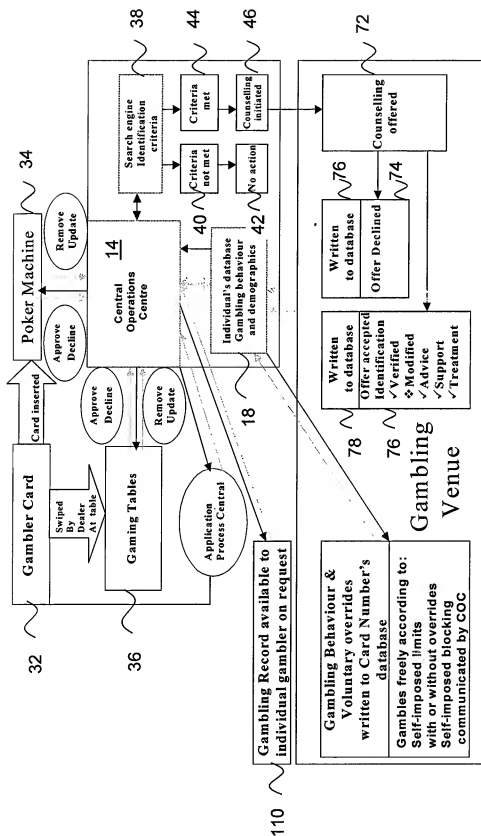 32
Gambler Card
Card inserted
Poker Machine
34
Swiped
By
Dealer
At table
Approve
Decline
Remove
Update
36
Gaming Tables
Approve
Decline
Remove
Update
14
Central
Operations
Centre
Search engine
Identification
criteria
38
Criteria
not met
40
Criteria
met
44
No action
42
Counselling
initiated
46
Application
Process Central
Individual's database
Gambling behaviour
and demographics
18
110
Gambling Record available to
individual gambler on request
Gambling Behaviour &
Voluntary overrides
written to Card Number's
database
Gambles freely according to:
Self-imposed limits
with or without overrides
Self-imposed blocking
communicated by COC
Gambling
Venue
78
Written
to database
76
Offer accepted
Identification
✓Verified
❖Modified
✓Advice
✓Support
✓Treatment
76
Written
to database
74
Offer Declined
72
Counselling
offered